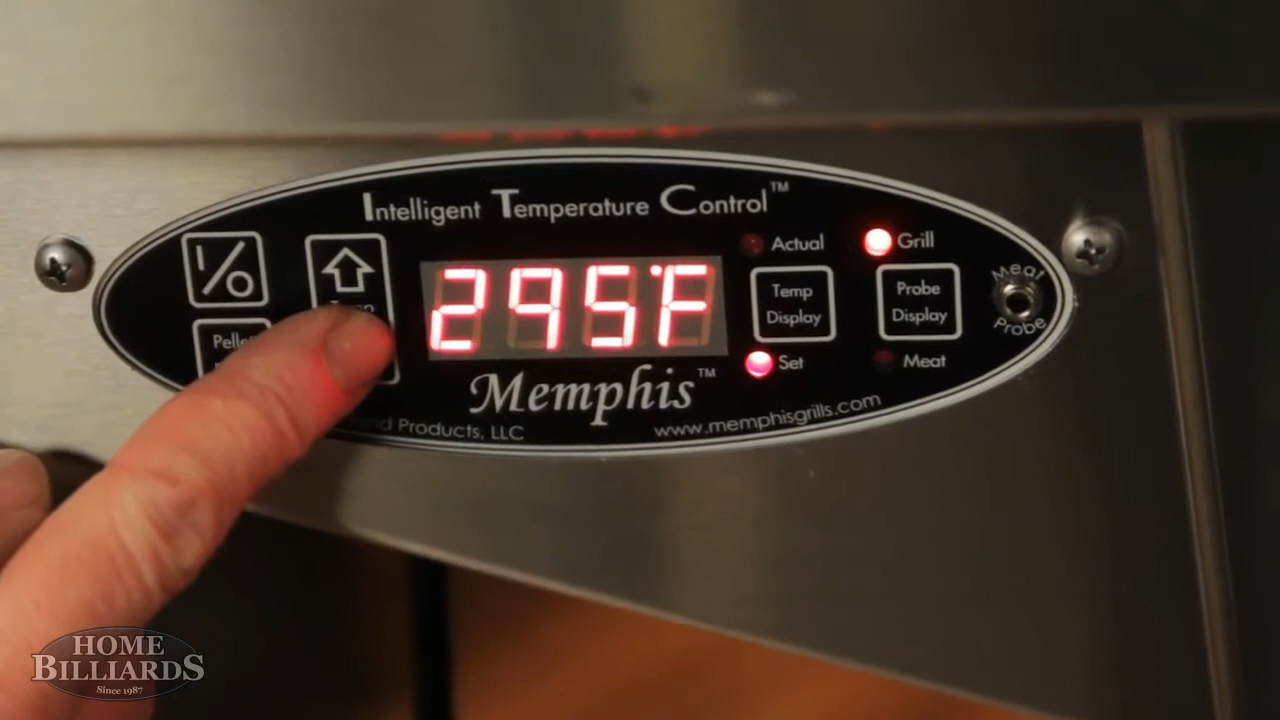 Intelligent Temperature Control™
Actual
Grill
295°F
Temp
Display
Probe
Display
Meat
Probe
Set
Meat
Memphis™
Products, LLC
www.memphisgrills.com
HOME
BILLIARDS
Since 1987